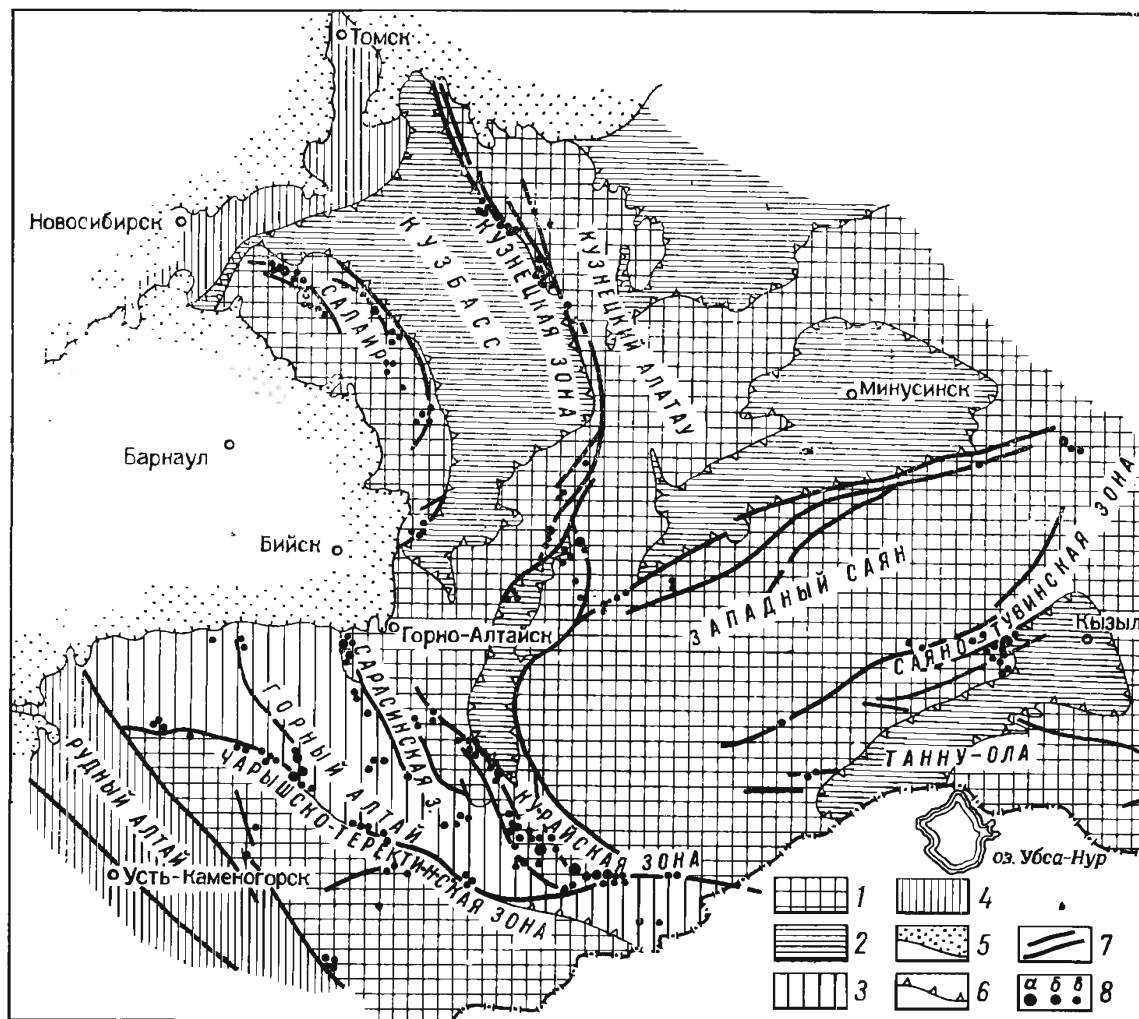 Томск
Новосибирск
КУЗБАСС
КУЗНЕЦКАЯ ЗОНА
КУЗНЕЦКИЙ АЛАТАУ
САЛАИР
Минусинск
Барнаул
Бийск
Горно-Алтайск
ЗАПАДНЫЙ САЯН
САЯНО-ТУВИНСКАЯ ЗОНА
Кызыл
САРАСИНСКАЯ З.
ГОРНЫЙ АЛТАЙ
РУДНЫЙ АЛТАЙ
ЧАРЫШСКО-ТЕРЕКТИНСКАЯ ЗОНА
КУРАЙСКАЯ ЗОНА
ТАННУ-ОЛА
оз. Убса-Нур
Усть-Каменогорск
1
2
3
4
5
6
7
а б в
8